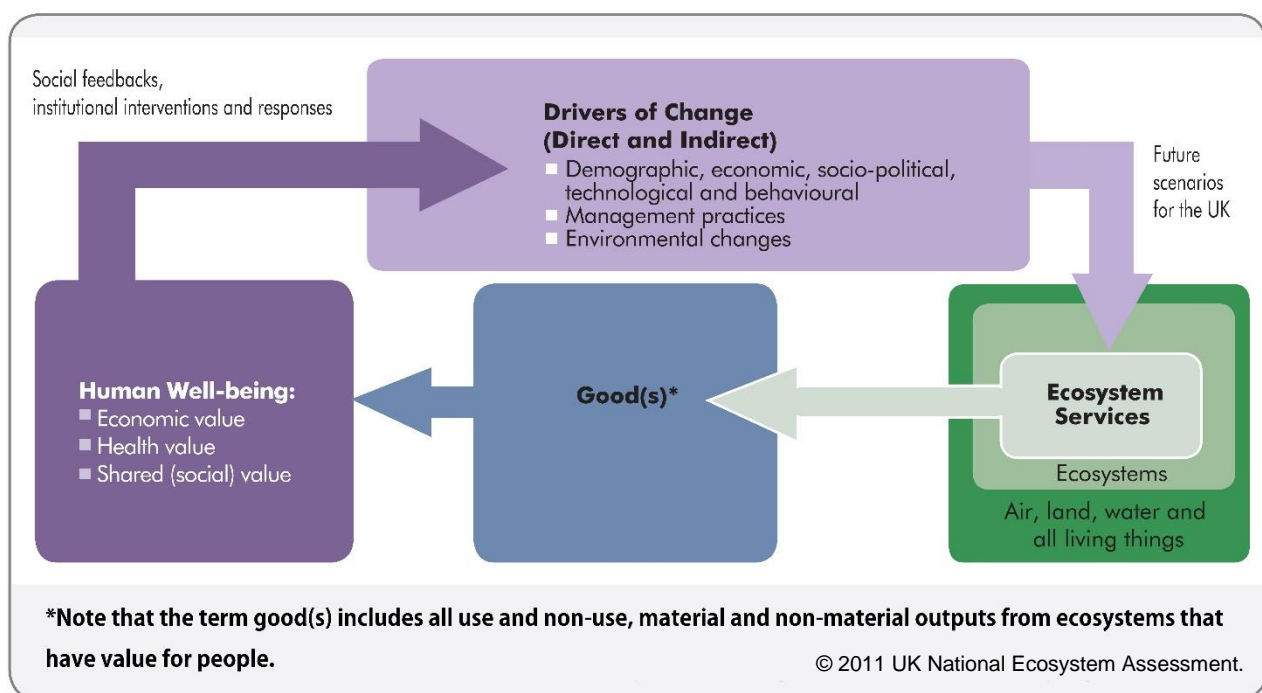 Social feedbacks,
institutional interventions and responses
Drivers of Change
(Direct and Indirect)
Demographic, economic, socio-political,
technological and behavioural
Management practices
Environmental changes
Future
scenarios
for the UK
Human Well-being:
Economic value
Health value
Shared (social) value
Good(s)*
Ecosystem
Services
Ecosystems
Air, land, water and
all living things
*Note that the term good(s) includes all use and non-use, material and non-material outputs from ecosystems that
have value for people.
© 2011 UK National Ecosystem Assessment.